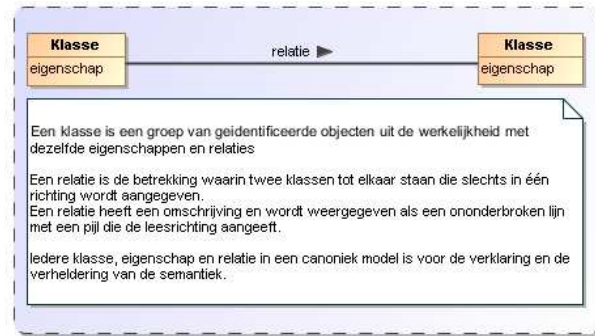 Klasse
eigenschap
relatie
Klasse
eigenschap
Een klasse is een groep van geidentificeerde objecten uit de werkelijkheid met
dezelfde eigenschappen en relaties
Een relatie is de betrekking waarin twee klassen tot elkaar staan die slechts in één
richting wordt aangegeven.
Een relatie heeft een omschrijving en wordt weergegeven als een ononderbroken lijn
met een pijl die de leesrichting aangeeft.
Iedere klasse, eigenschap en relatie in een canoniek model is voor de verklaring en de
verheldering van de semantiek.